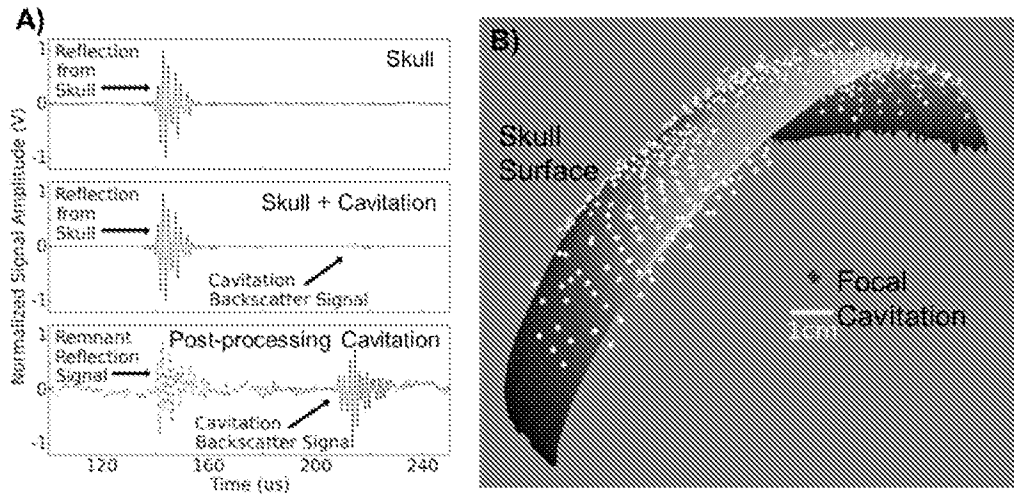 A)
Normalized Signal Amplitude (V)
1
0
-1
Reflection
from
Skull
Skull
1
0
-1
Reflection
from
Skull
Skull + Cavitation
Cavitation
Backscatter Signal
1
0
-1
Remnant
Reflection
Signal
Post-processing Cavitation
Cavitation
Backscatter Signal
120 160 200 240
Time (us)
B)
Skull
Surface
Focal
Cavitation
1cm